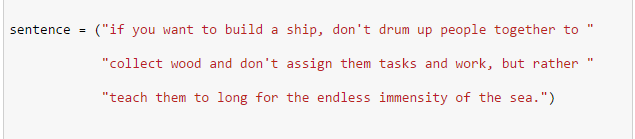 sentence = ("if you want to build a ship, don't drum up people together to "
"collect wood and don't assign them tasks and work, but rather "
"teach them to long for the endless immensity of the sea.")